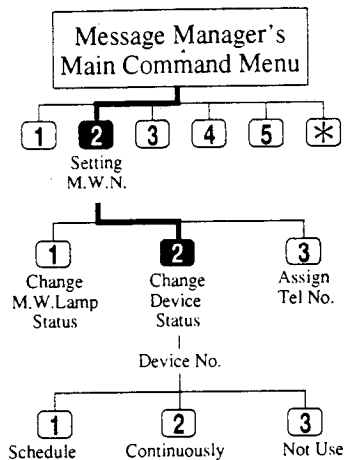 Message Manager's
Main Command Menu
1 2 3 4 5 *
Setting
M.W.N.
1 2 3
Change
M.W.Lamp
Status
Change
Device
Status
Assign
Tel No.
Device No.
1 2 3
Schedule Continuously Not Use